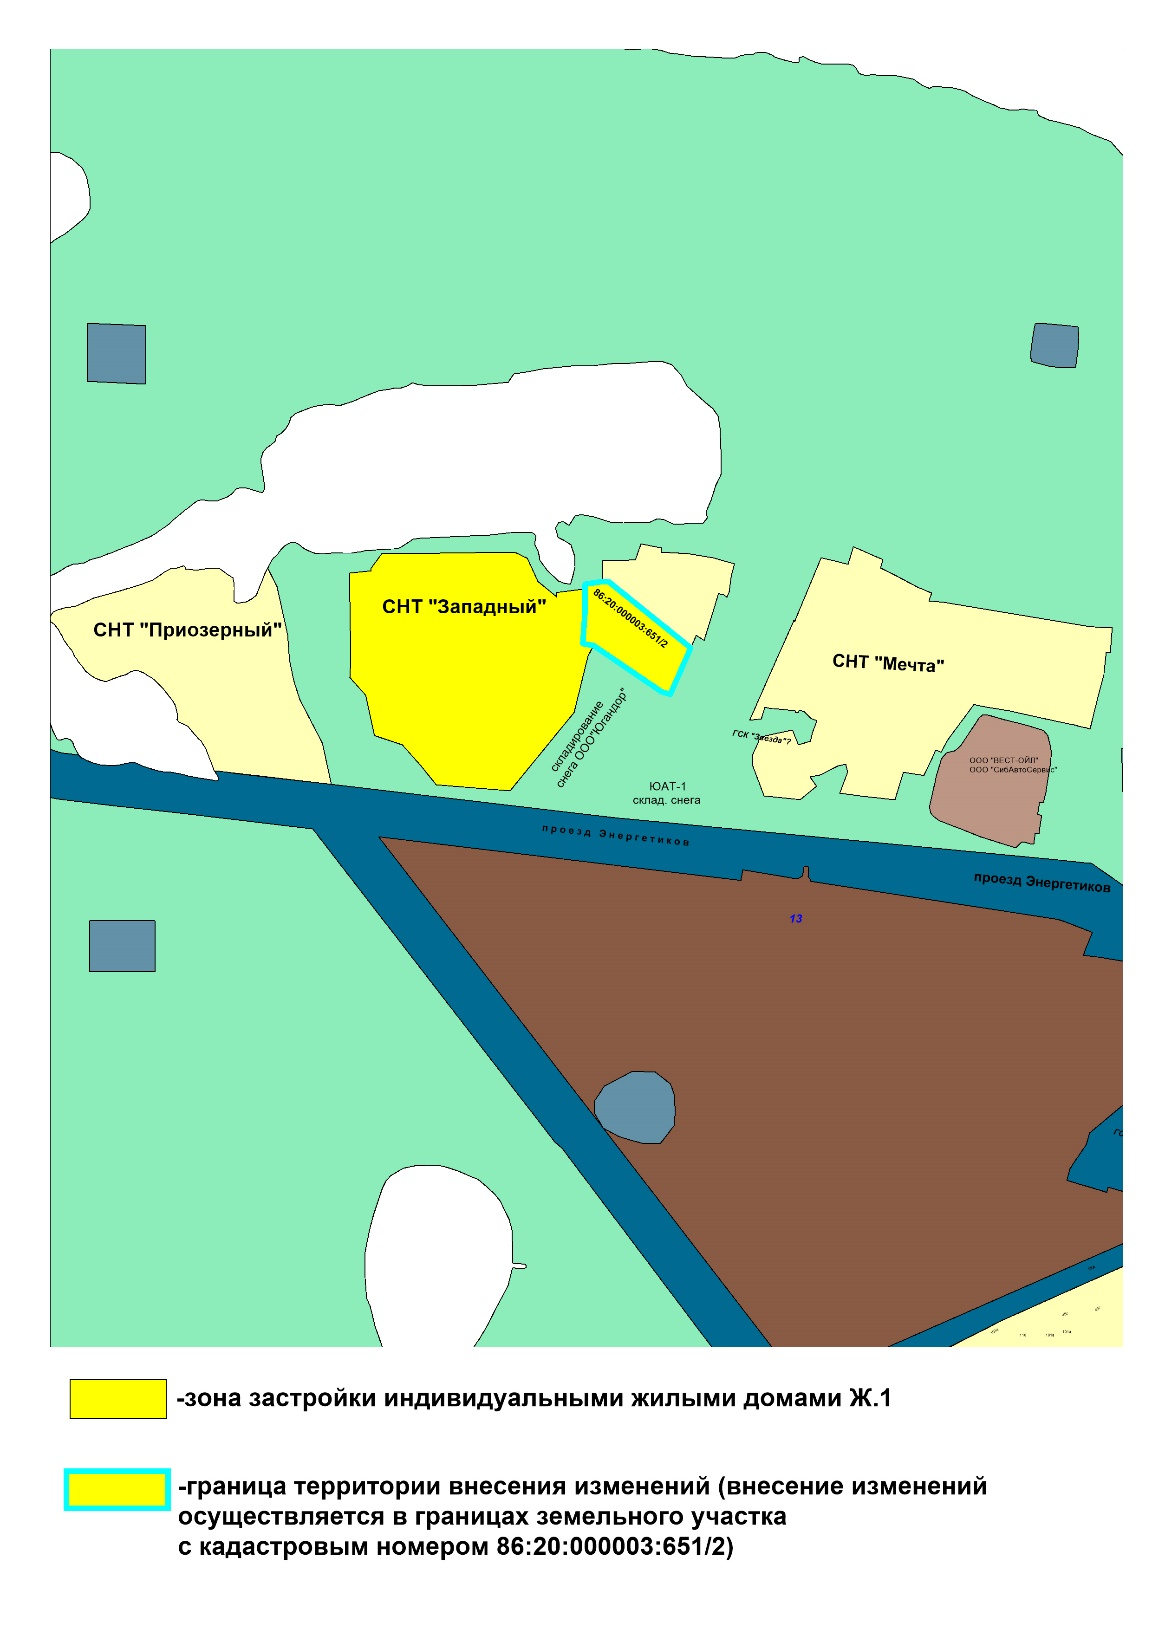 86:20:000003:651/2
СНТ "Западный"
СНТ "Приозерный"
СНТ "Мечта"
складирование
снега ООО"Югандор"
ГСК "Звезда"?
ООО "ВЕСТ-ОЙЛ"
ООО "СибАвтоСервис"
ЮАТ-1
склад. снега
проезд Энергетиков
проезд Энергетиков
13
-зона застройки индивидуальными жилыми домами Ж.1
-граница территории внесения изменений (внесение изменений
осуществляется в границах земельного участка
с кадастровым номером 86:20:000003:651/2)